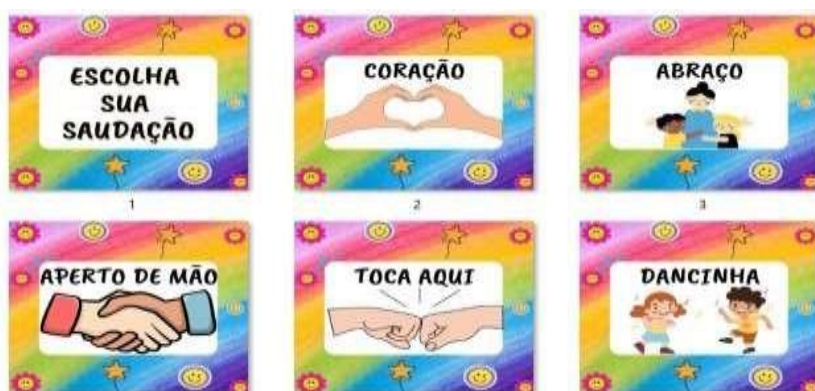 ESCOLHA
SUA
SAUDAÇÃO
CORAÇÃO
ABRAÇO
1
2
3
APERTO DE MÃO
TOCA AQUI
DANCINHA